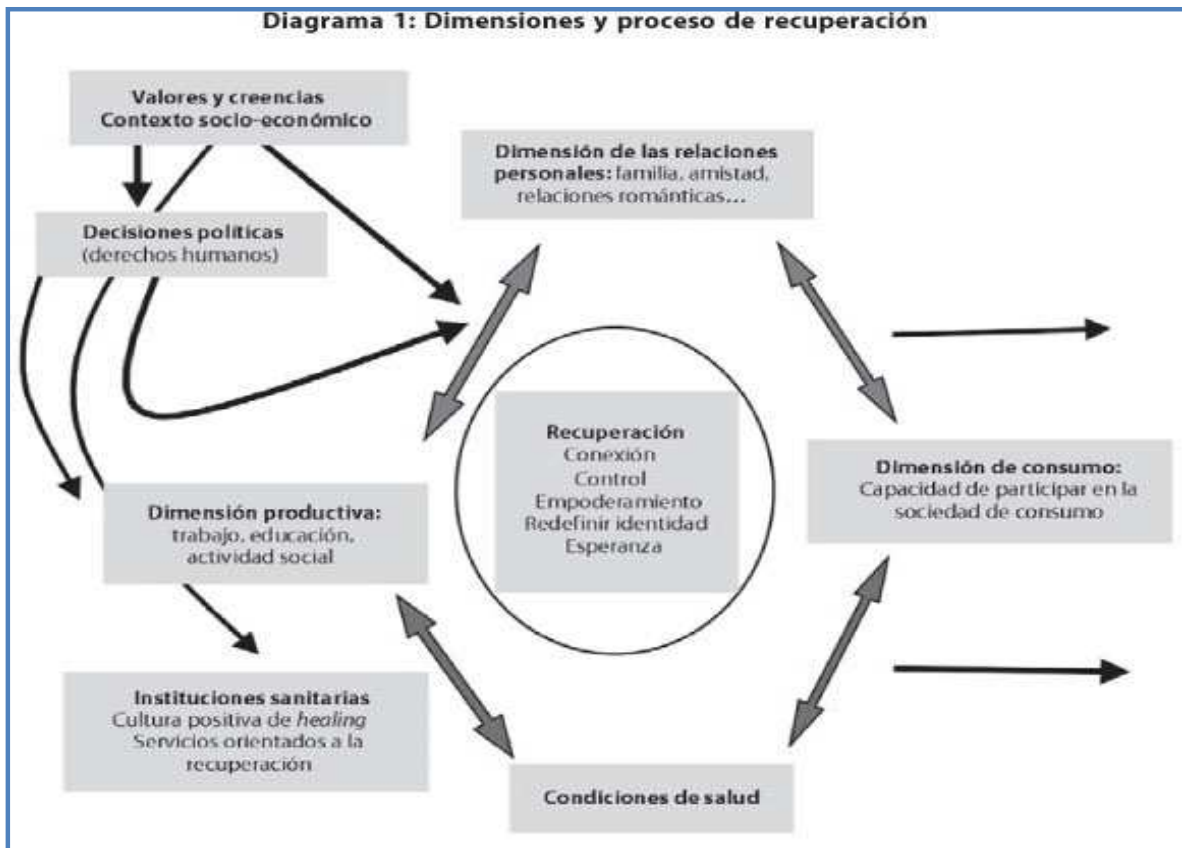 Diagrama 1: Dimensiones y proceso de recuperación
Valores y creencias
Contexto socio-económico
Dimensión de las relaciones
personales: familia, amistad,
relaciones románticas...
Decisiones políticas
(derechos humanos)
Recuperación
Conexión
Control
Empoderamiento
Redefinir identidad
Esperanza
Dimensión de consumo:
Capacidad de participar en la
sociedad de consumo
Dimensión productiva:
trabajo, educación,
actividad social
Instituciones sanitarias
Cultura positiva de healing
Servicios orientados a la
recuperación
Condiciones de salud